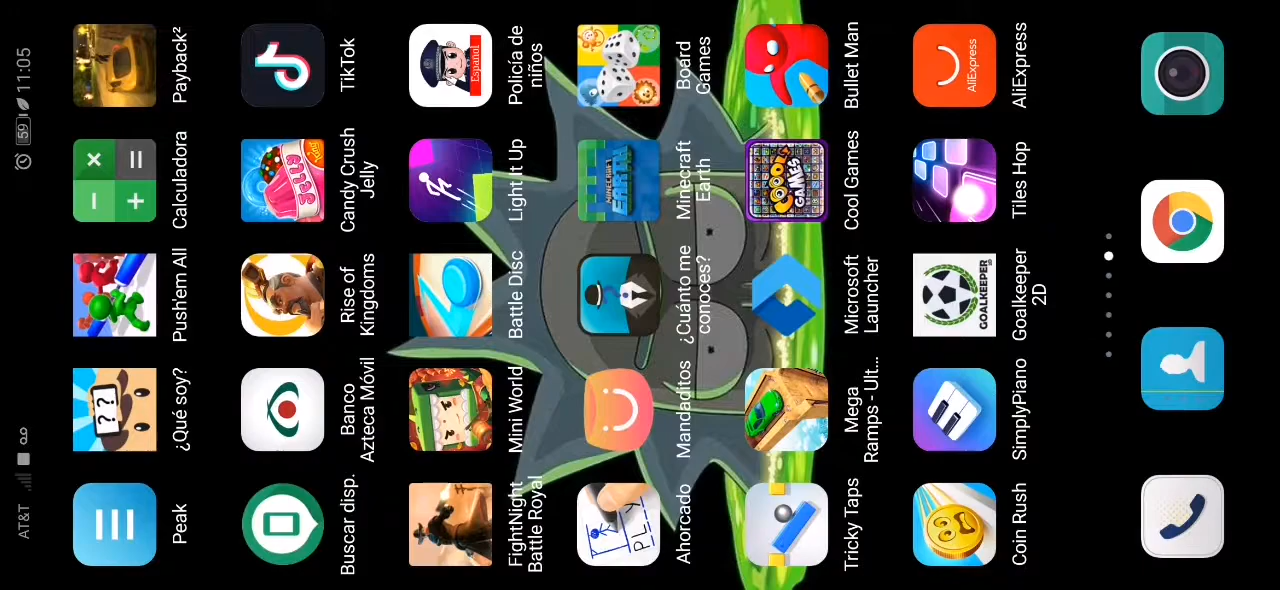 AT&T 59 11:05
Peak
¿Qué soy?
Push'em All
Calculadora
Payback²
Buscar disp.
Banco
Azteca Móvil
Rise of
Kingdoms
JELLY
Candy Crush
Jelly
TikTok
FightNight
Battle Royal
Mini World
Battle Disc
Light-It Up
Español
Policía de
niños
PL Y
Ahorcado
Mandaditos
¿Cuánto me
conoces?
MINECRAFT
EARTH
Minecraft
Earth
Board
Games
Tricky Taps
Mega
Ramps - Ult...
Microsoft
Launcher
GAMES
Cool Games
Bullet Man
Coin Rush
SimplyPiano
GOALKEEPER
Goalkeeper
2D
Tiles Hop
AliExpress
AliExpress